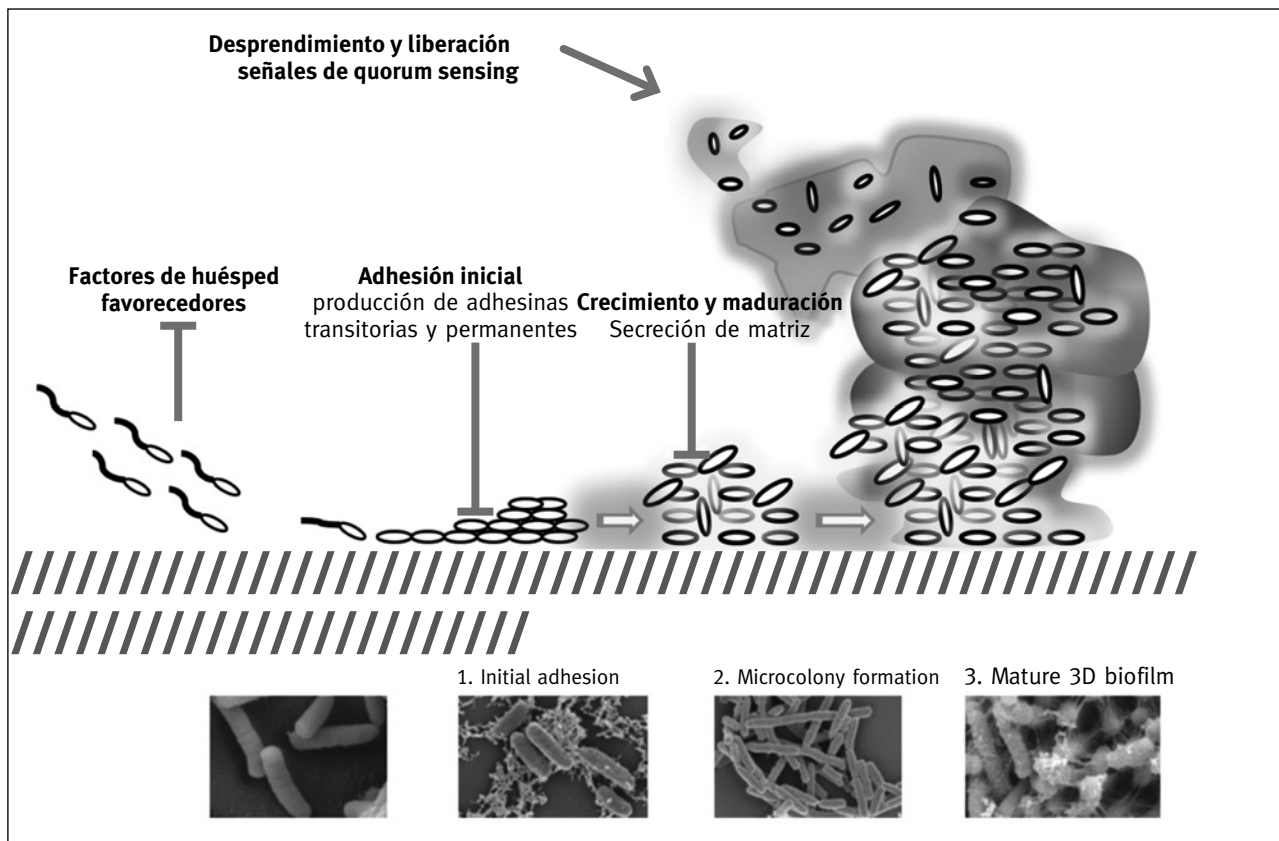 Desprendimiento y liberación
señales de quorum sensing
Factores de huésped
favorecedores
Adhesión inicial
producción de adhesinas
transitorias y permanentes
Crecimiento y maduración
Secreción de matriz
1. Initial adhesion
2. Microcolony formation
3. Mature 3D biofilm